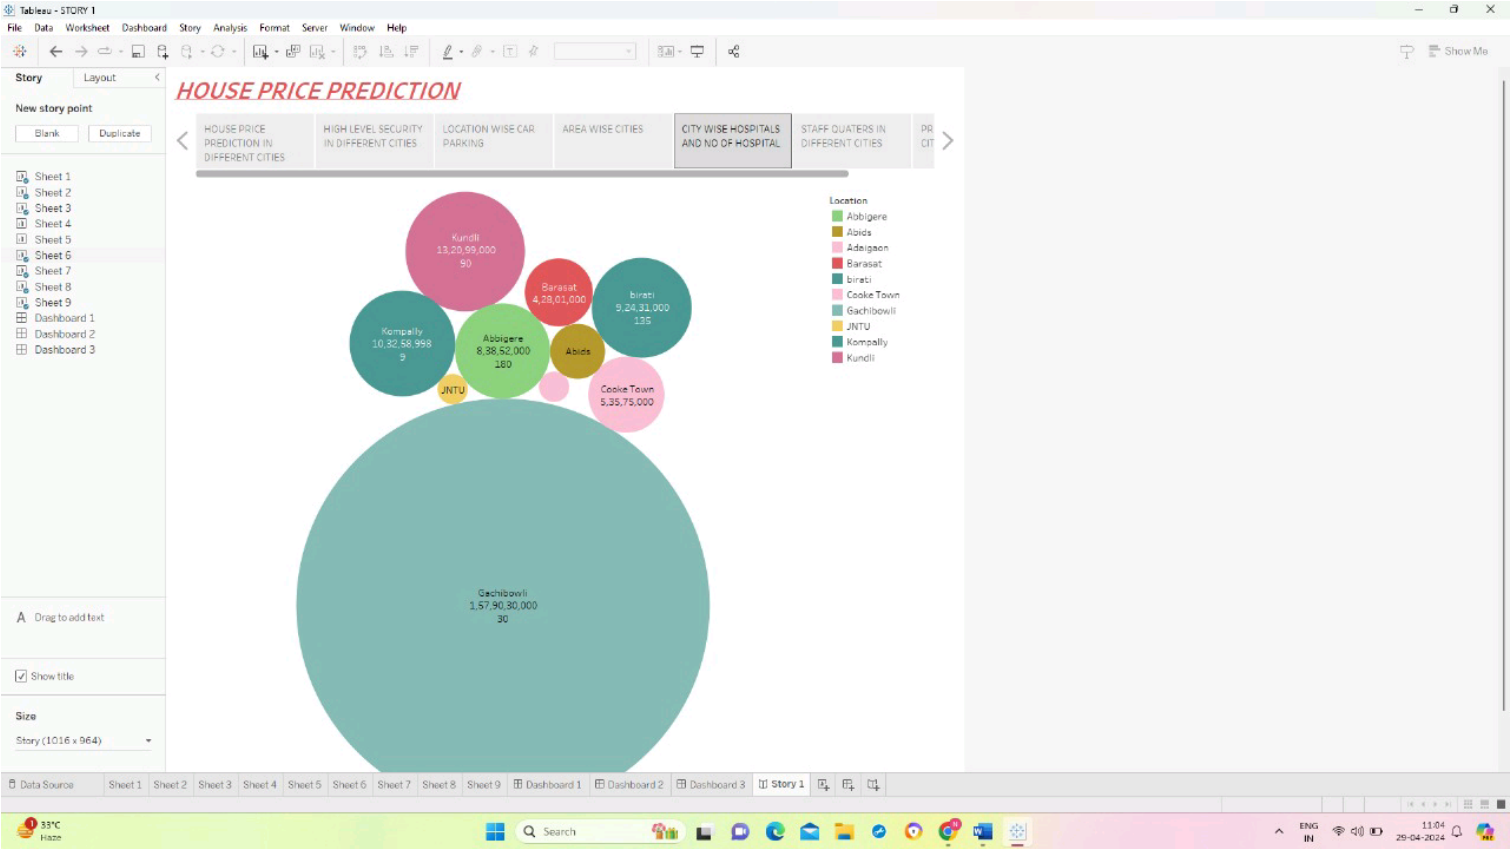 Tableau - STORY 1
File Data Worksheet Dashboard Story Analysis Format Server Window Help
Show Me
Story Layout
New story point
Blank Duplicate
Sheet 1
Sheet 2
Sheet 3
Sheet 4
Sheet 5
Sheet 6
Sheet 7
Sheet 8
Sheet 9
Dashboard 1
Dashboard 2
Dashboard 3
A Drag to add text
Show title
Size
Story (1016 x 964)
HOUSE PRICE PREDICTION
HOUSE PRICE
PREDICTION IN
DIFFERENT CITIES
HIGH LEVEL SECURITY
IN DIFFERENT CITIES
LOCATION WISE CAR
PARKING
AREA WISE CITIES
CITY WISE HOSPITALS
AND NO OF HOSPITAL
STAFF QUATERS IN
DIFFERENT CITIES
PR
CIT
Kundli
13,20,99,000
90
Barasat
4,28,01,000
birati
9,24,31,000
135
Kompally
10,32,58,998
9
Abbigere
8,38,52,000
180
Abids
JNTU
Cooke Town
5,35,75,000
Gachibowli
1,57,90,30,000
30
Location
Abbigere
Abids
Adaigaon
Barasat
birati
Cooke Town
Gachibowli
JNTU
Kompally
Kundli
Data Source Sheet 1 Sheet 2 Sheet 3 Sheet 4 Sheet 5 Sheet 6 Sheet 7 Sheet 8 Sheet 9 Dashboard 1 Dashboard 2 Dashboard 3 Story 1
1
33°C
Haze
Search
ENG
IN
11:04
29-04-2024